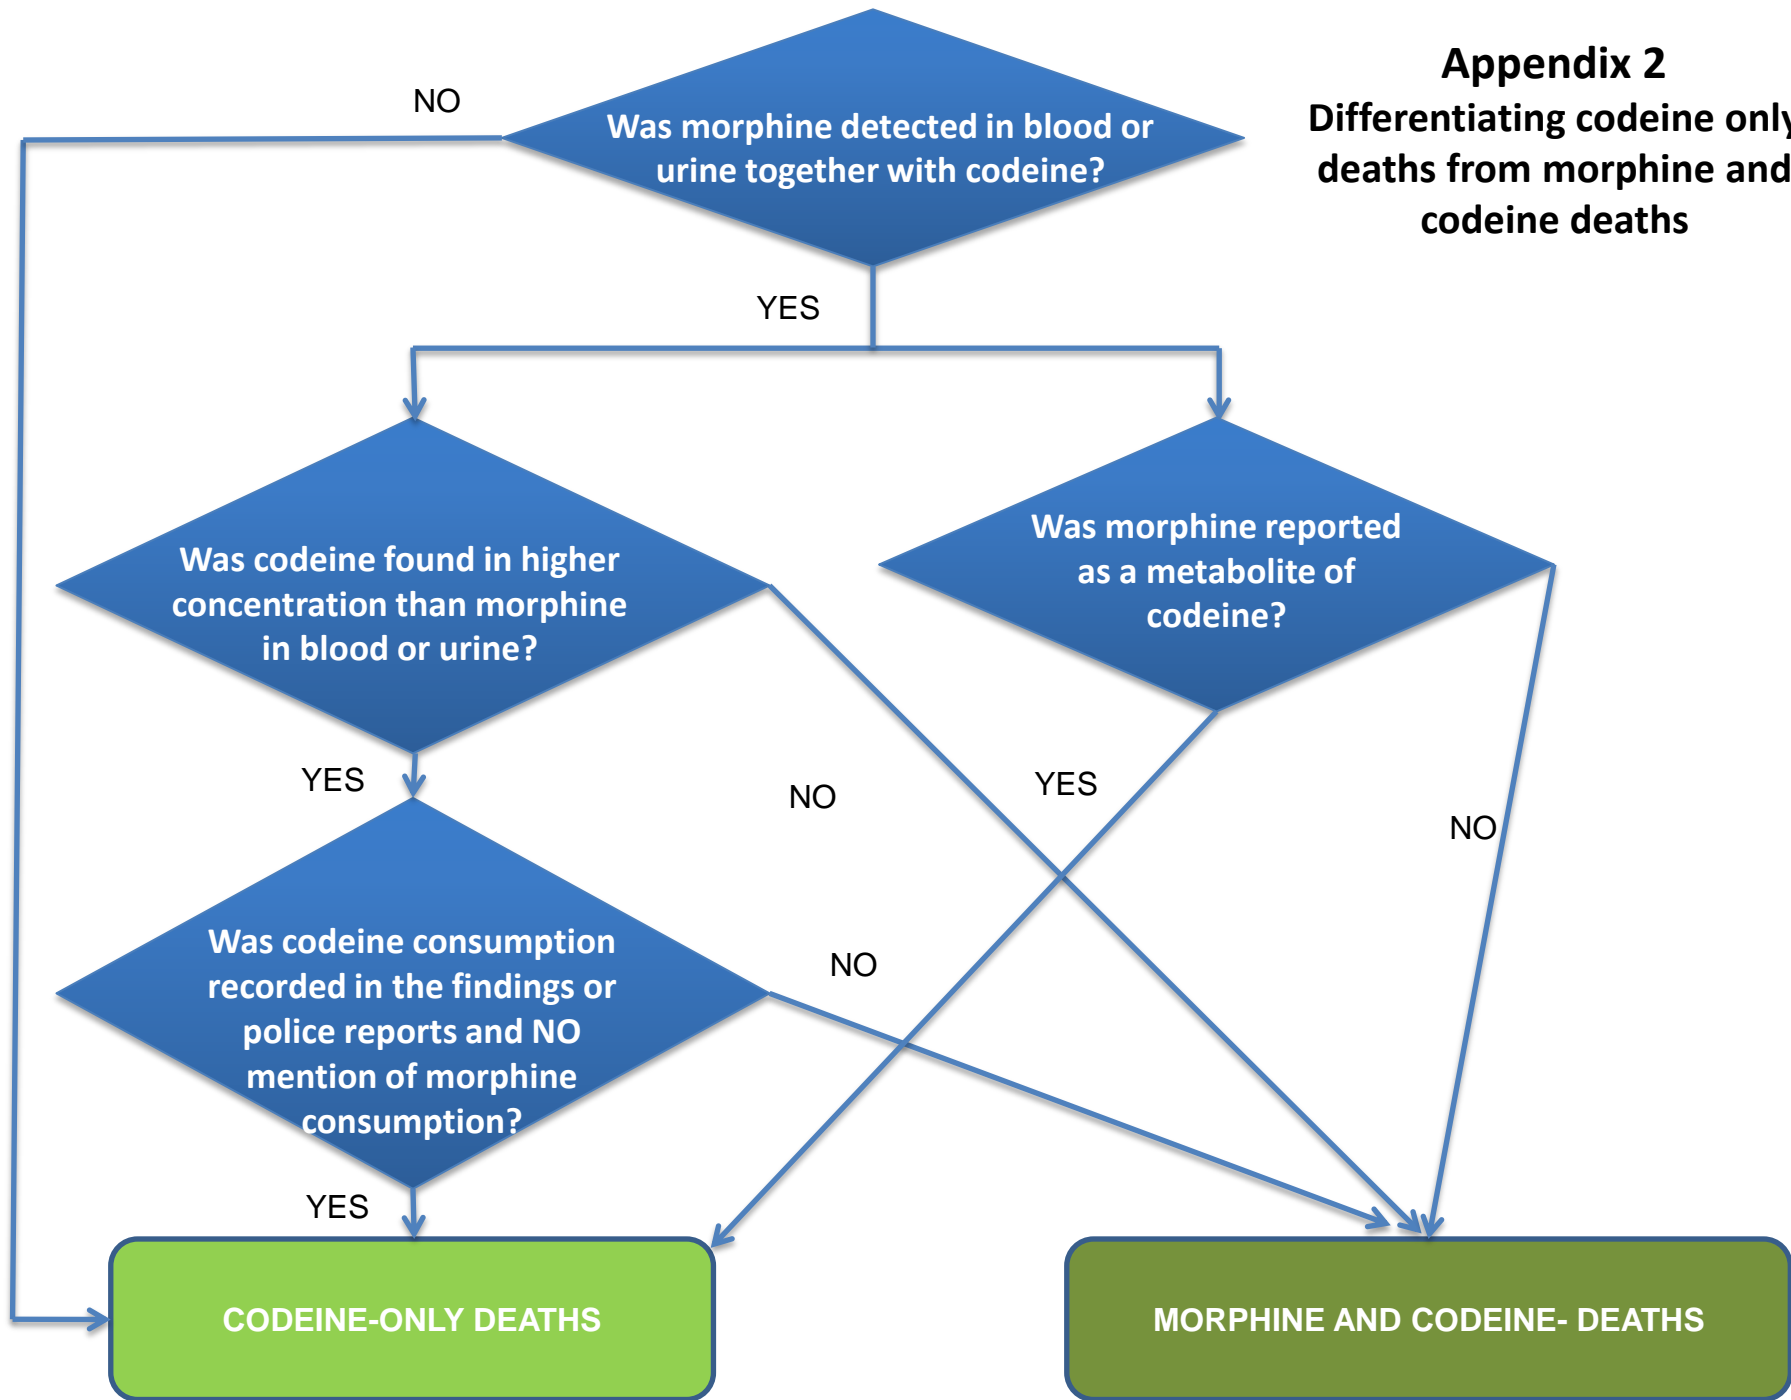 Appendix 2
Differentiating codeine only
deaths from morphine and
codeine deaths
NO
Was morphine detected in blood or
urine together with codeine?
YES
Was codeine found in higher
concentration than morphine
in blood or urine?
Was morphine reported
as a metabolite of
codeine?
YES
NO
YES
NO
Was codeine consumption
recorded in the findings or
police reports and NO
mention of morphine
consumption?
NO
YES
CODEINE-ONLY DEATHS
MORPHINE AND CODEINE- DEATHS